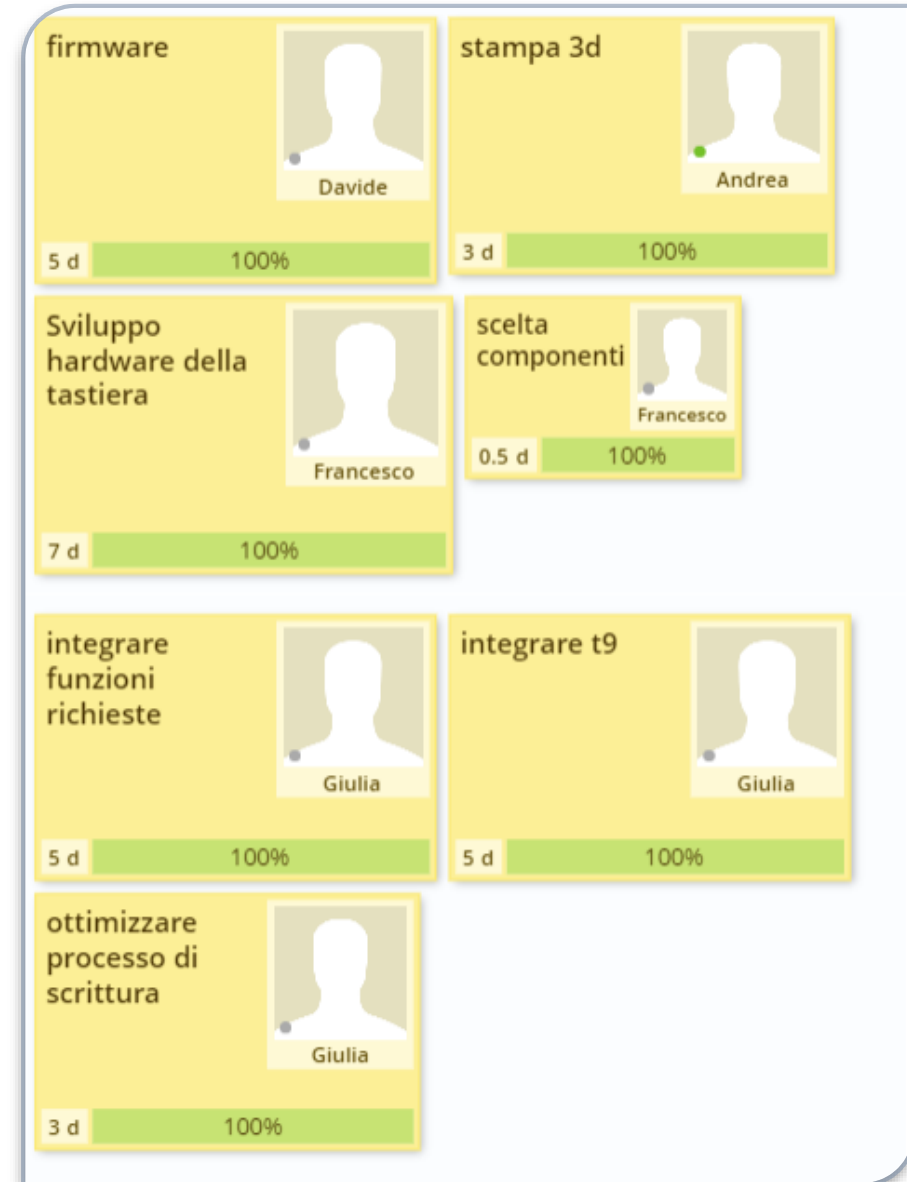 firmware
Davide
5 d
100%
stampa 3d
Andrea
3 d
100%
Sviluppo
hardware della
tastiera
Francesco
7 d
100%
scelta
componenti
Francesco
0.5 d
100%
integrare
funzioni
richieste
Giulia
5 d
100%
integrare t9
Giulia
5 d
100%
ottimizzare
processo di
scrittura
Giulia
3 d
100%